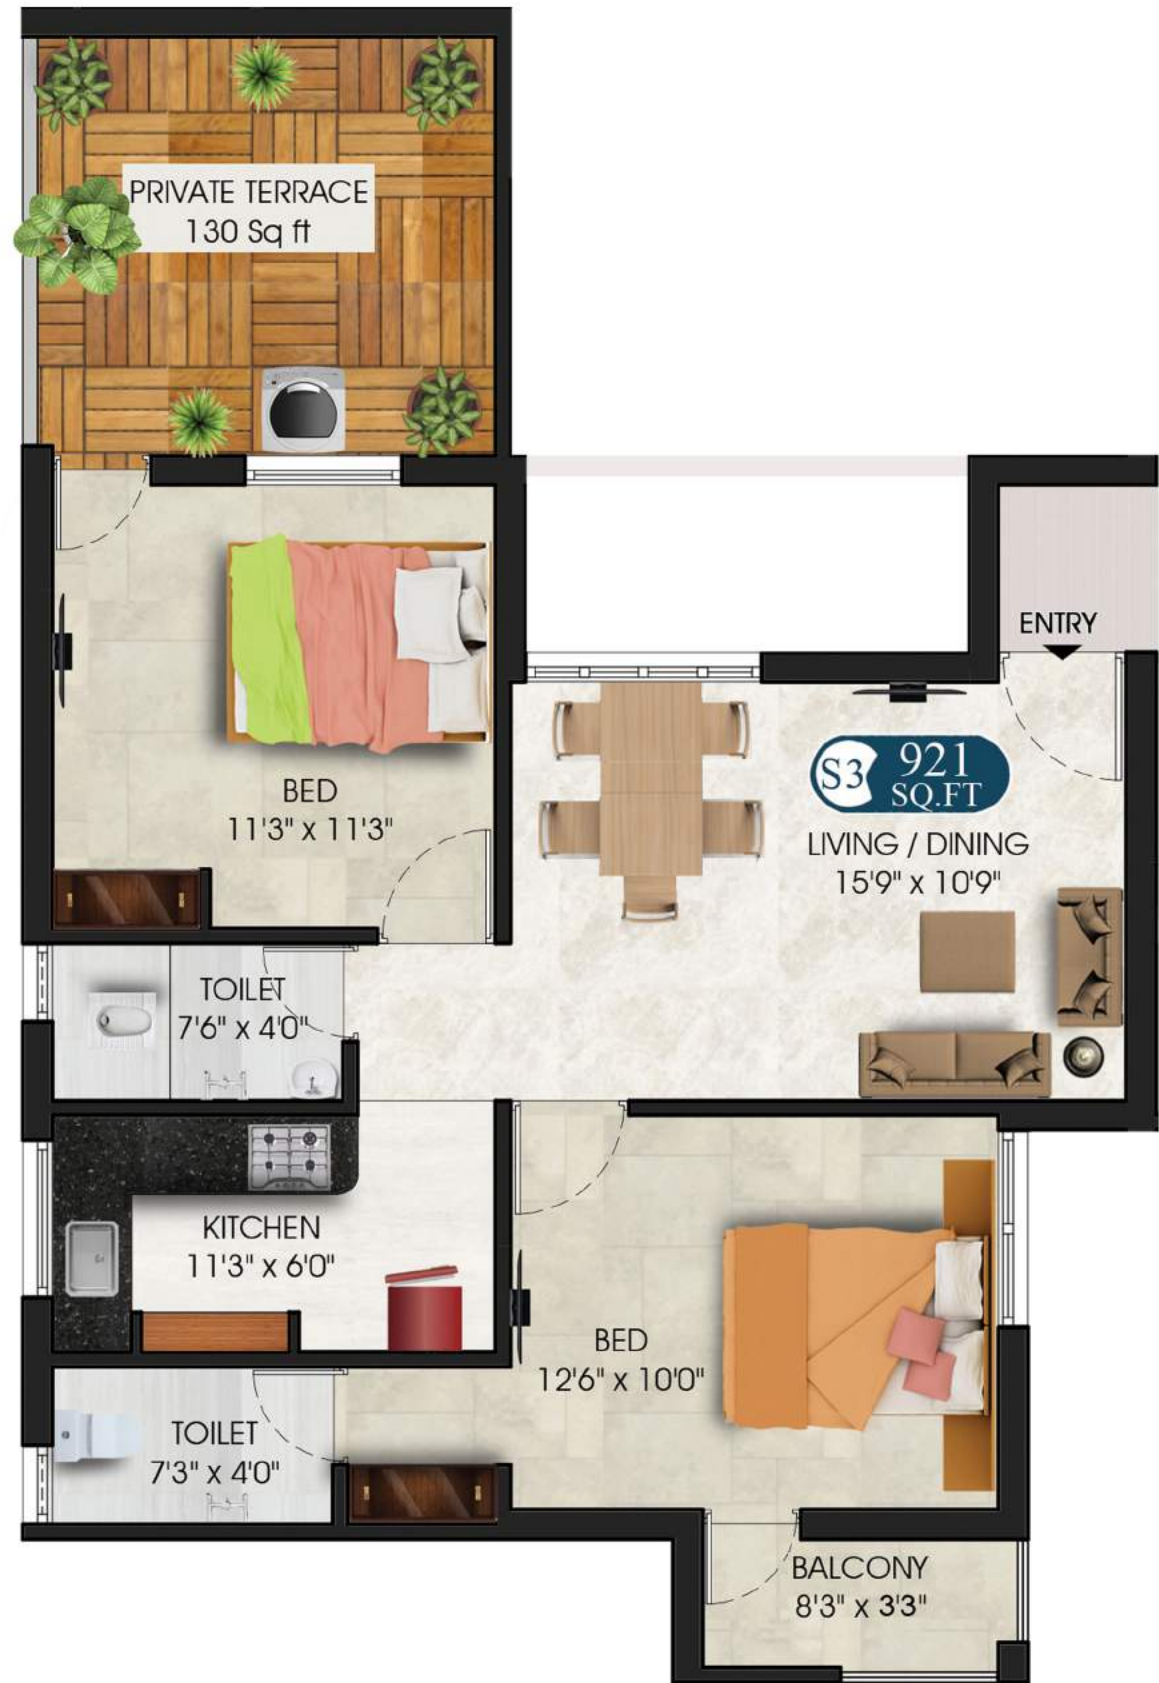 PRIVATE TERRACE
130 Sq ft
ENTRY
S3
921
SQ.FT
LIVING / DINING
15'9" x 10'9"
BED
11'3" x 11'3"
TOILET
7'6" x 4'0"
KITCHEN
11'3" x 6'0"
BED
12'6" x 10'0"
TOILET
7'3" x 4'0"
BALCONY
8'3" x 3'3"